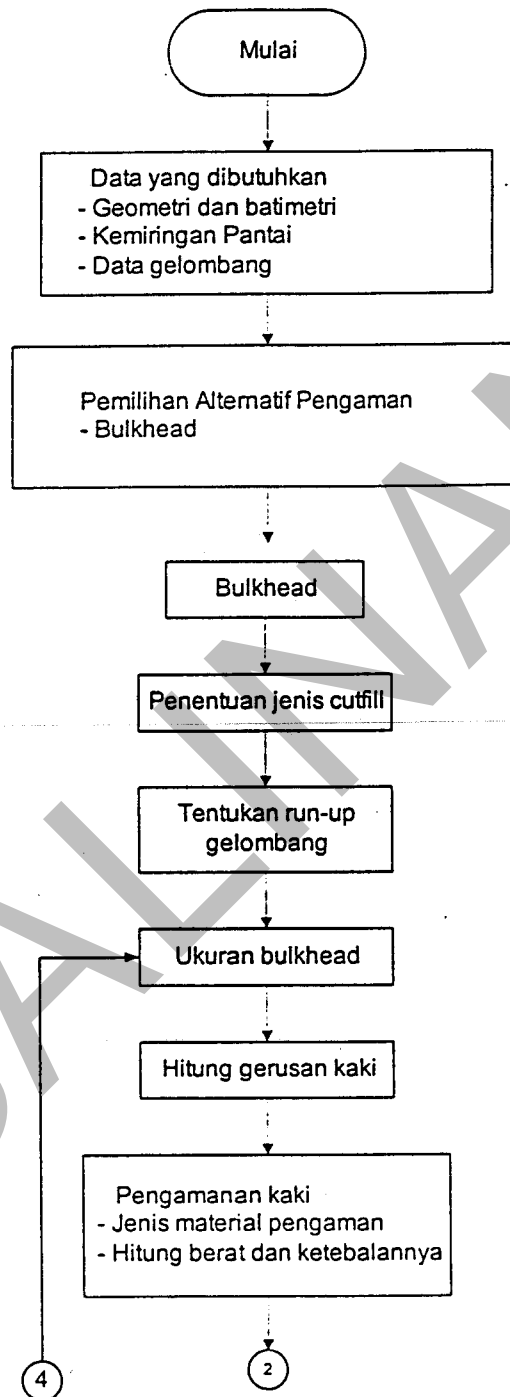 Mulai
Data yang dibutuhkan
- Geometri dan batimetri
- Kemiringan Pantai
- Data gelombang
Pemilihan Alternatif Pengaman
- Bulkhead
Bulkhead
Penentuan jenis cutfill
Tentukan run-up
gelombang
Ukuran bulkhead
Hitung gerusan kaki
Pengamanan kaki
- Jenis material pengaman
- Hitung berat dan ketebalannya
4
2
SALINAN